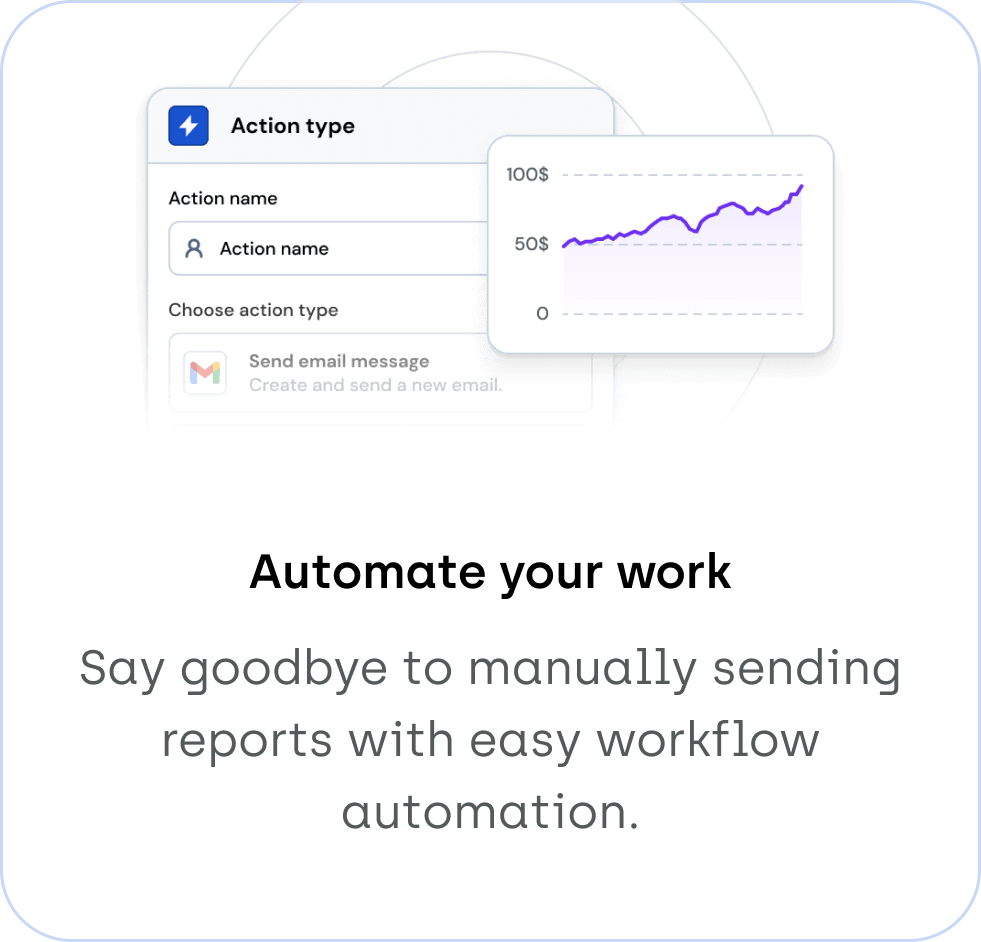 Action type
Action name
Action name
Choose action type
Send email message
Create and send a new email.
100$
50$
0
Automate your work
Say goodbye to manually sending
reports with easy workflow
automation.